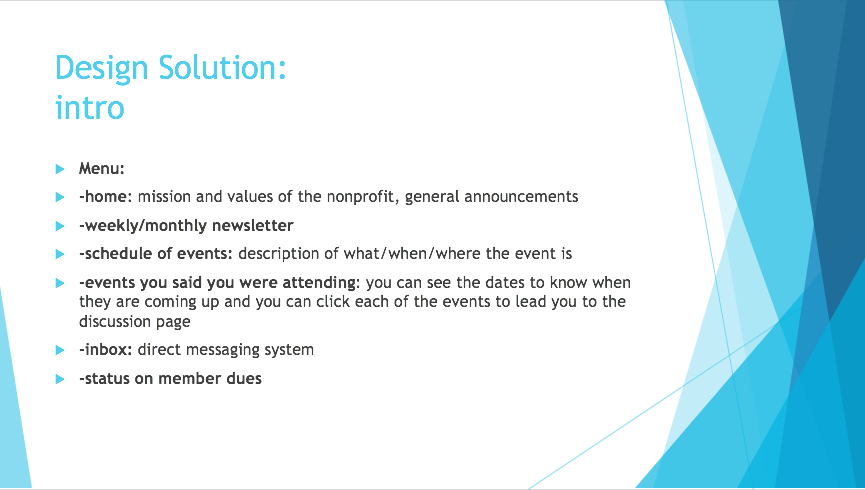 Design Solution:
intro
Menu:
-home: mission and values of the nonprofit, general announcements
-weekly/monthly newsletter
-schedule of events: description of what/when/where the event is
-events you said you were attending: you can see the dates to know when
they are coming up and you can click each of the events to lead you to the
discussion page
-inbox: direct messaging system
-status on member dues